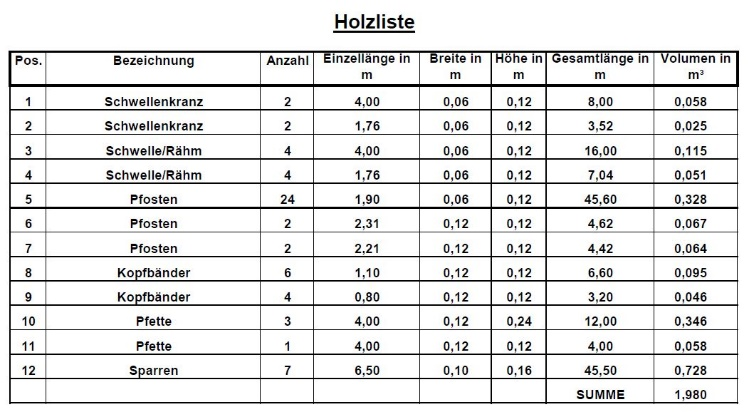 Holzliste
Pos. Bezeichnung Anzahl Einzellänge in m Breite in m Höhe in m Gesamtlänge in m Volumen in m³
1 Schwellenkranz 2 4,00 0,06 0,12 8,00 0,058
2 Schwellenkranz 2 1,76 0,06 0,12 3,52 0,025
3 Schwelle/Rähm 4 4,00 0,06 0,12 16,00 0,115
4 Schwelle/Rähm 4 1,76 0,06 0,12 7,04 0,051
5 Pfosten 24 1,90 0,06 0,12 45,60 0,328
6 Pfosten 2 2,31 0,12 0,12 4,62 0,067
7 Pfosten 2 2,21 0,12 0,12 4,42 0,064
8 Kopfbänder 6 1,10 0,12 0,12 6,60 0,095
9 Kopfbänder 4 0,80 0,12 0,12 3,20 0,046
10 Pfette 3 4,00 0,12 0,24 12,00 0,346
11 Pfette 1 4,00 0,12 0,12 4,00 0,058
12 Sparren 7 6,50 0,10 0,16 45,50 0,728
SUMME 1,980